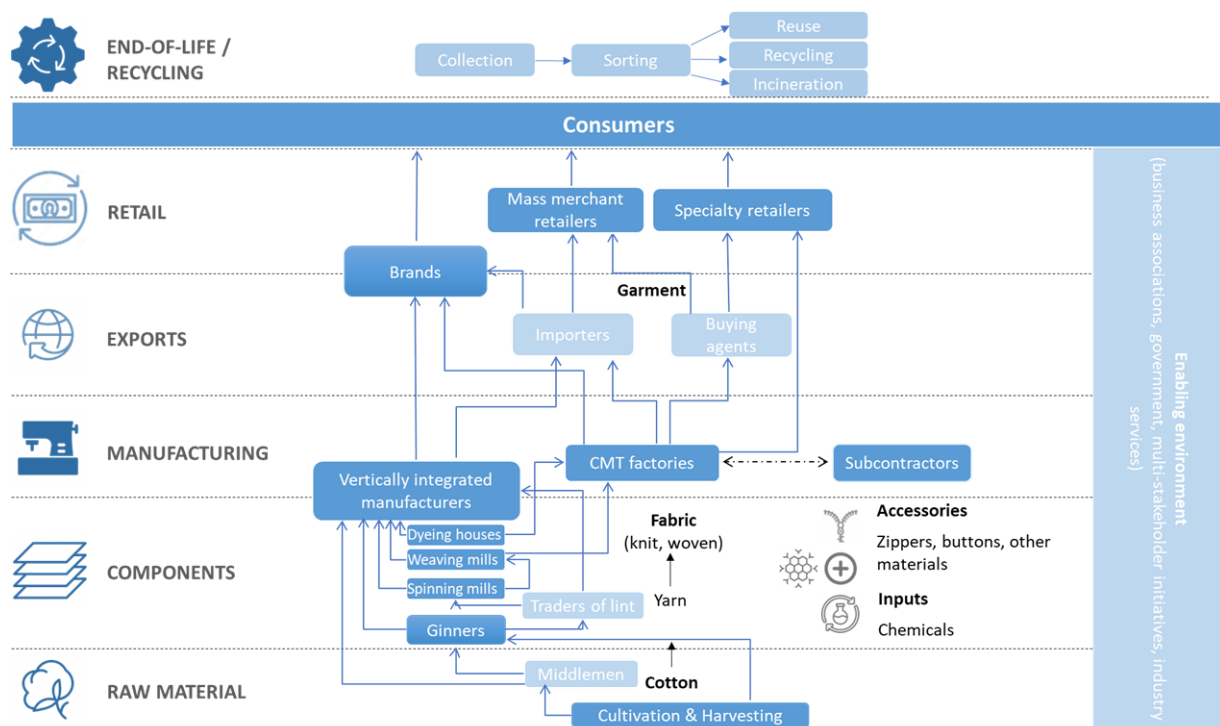 END-OF-LIFE /
RECYCLING
Collection
Sorting
Reuse
Recycling
Incineration
Consumers
RETAIL
Mass merchant
retailers
Specialty retailers
Brands
Garment
EXPORTS
Importers
Buying
agents
MANUFACTURING
CMT factories
Subcontractors
Vertically integrated
manufacturers
COMPONENTS
Dyeing houses
Weaving mills
Spinning mills
Traders of lint
Ginners
Fabric
(knit, woven)
Yarn
Accessories
Zippers, buttons, other
materials
Inputs
Chemicals
RAW MATERIAL
Middlemen
Cotton
Cultivation & Harvesting
Enabling environment
(business associations, government, multi-stakeholder initiatives, industry
services)